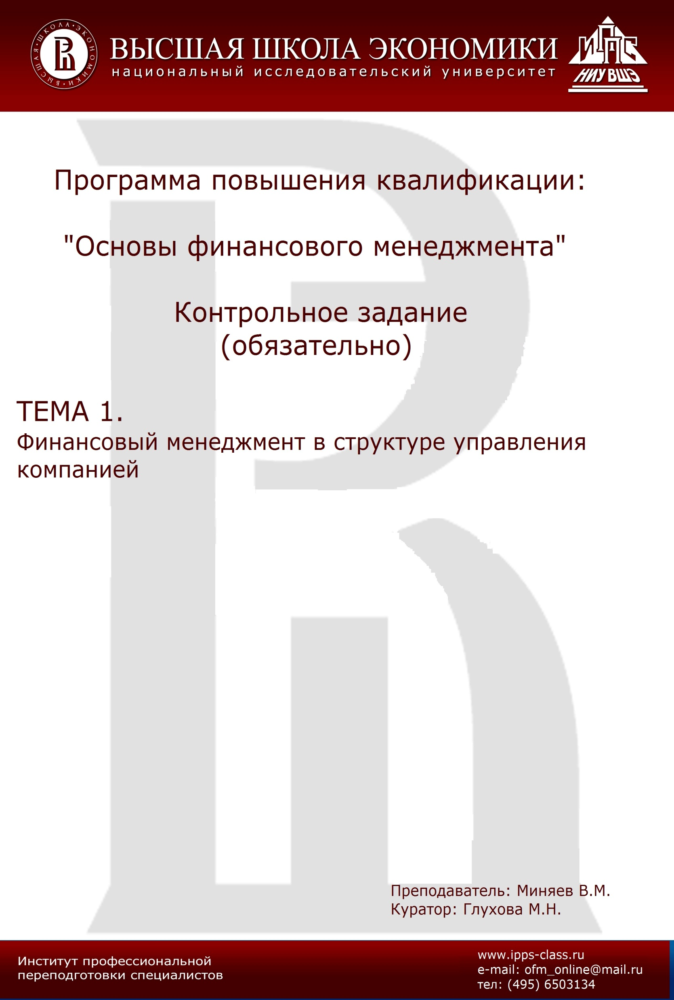 ВЫСШАЯ ШКОЛА ЭКОНОМИКИ
национальный исследовательский университет
ВЫСШАЯ • ШКОЛА • ЭКОНОМИКИ •
ИППС
НИУ ВШЭ
Программа повышения квалификации:
"Основы финансового менеджмента"
Контрольное задание
(обязательно)
ТЕМА 1.
Финансовый менеджмент в структуре управления
компанией
Преподаватель: Миняев В.М.
Куратор: Глухова М.Н.
Институт профессиональной
переподготовки специалистов
www.ipps-class.ru
e-mail: ofm_online@mail.ru
тел: (495) 6503134